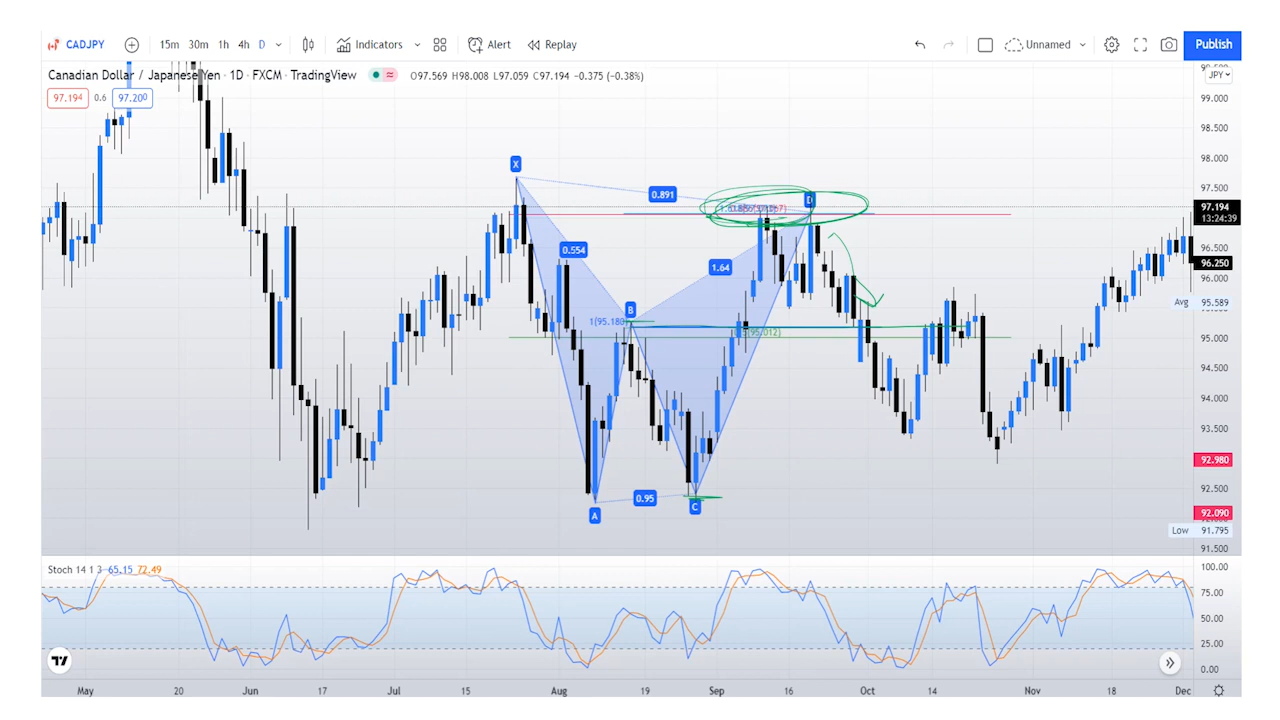 CADJPY 15m 30m 1h 4h D Indicators Alert Replay Unnamed Publish
Canadian Dollar / Japanese Yen · 1D · FXCM · TradingView O97.569 H98.008 L97.059 C97.194 −0.375 (−0.38%)
JPY
97.194 0.6 97.200
99.000
98.500
98.000
97.500
97.194
13:24:39
96.500
96.250
96.000
Avg 95.589
95.000
94.500
94.000
93.500
92.980
92.500
92.090
Low 91.795
91.500
X
0.891
D
0.554
1.64
B
1(95.180)
0.95
A
C
Stoch 14 1 3 65.15 72.49
100.00
75.00
50.00
25.00
0.00
May 20 Jun 17 Jul 15 Aug 19 Sep 16 Oct 14 Nov 18 Dec